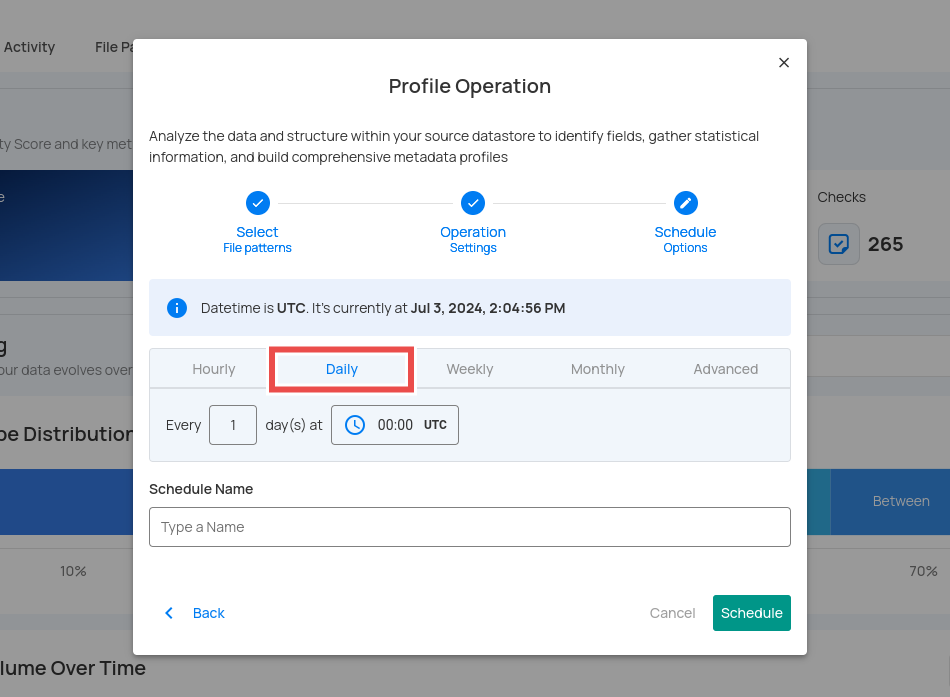 Activity
File Pa
Profile Operation
Analyze the data and structure within your source datastore to identify fields, gather statistical
information, and build comprehensive metadata profiles
ty Score and key met
Checks
265
Select
File patterns
Operation
Settings
Schedule
Options
Datetime is UTC. It's currently at Jul 3, 2024, 2:04:56 PM
g
our data evolves over
Hourly
Daily
Weekly
Monthly
Advanced
Every 1 day(s) at 00:00 UTC
pe Distribution
Schedule Name
Type a Name
Between
10%
70%
Back
Cancel
Schedule
lume Over Time